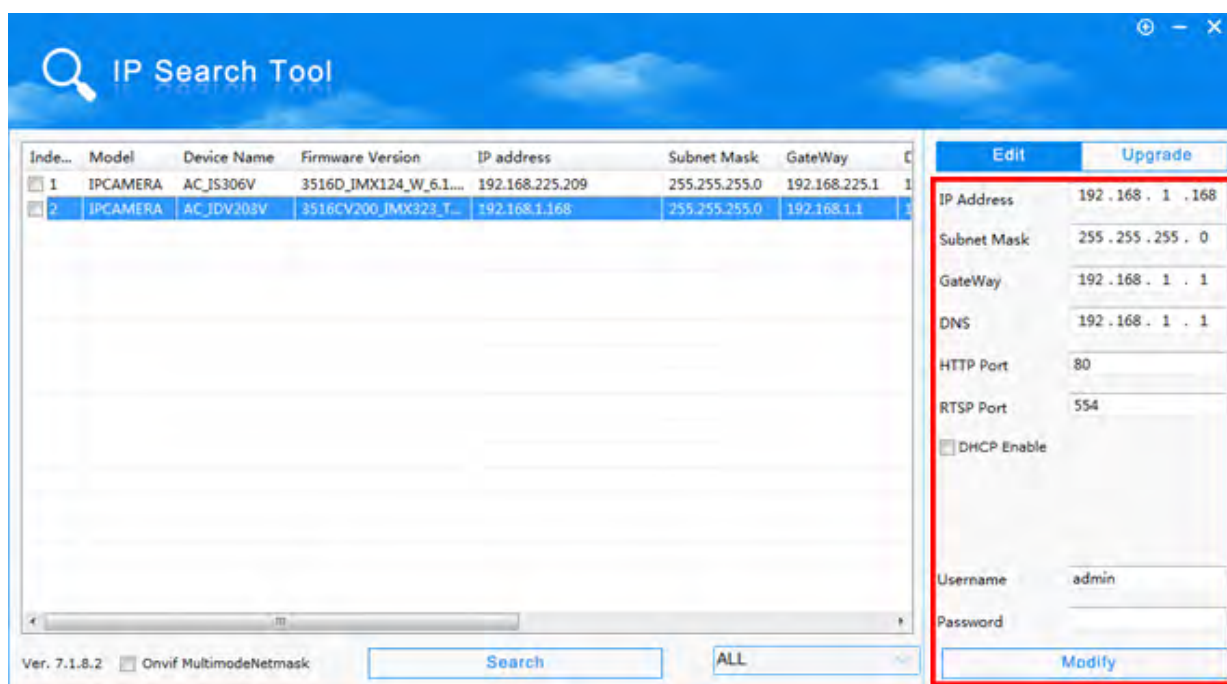 IP Search Tool
Inde... Model Device Name Firmware Version IP address Subnet Mask GateWay
1 IPCAMERA AC_IS306V 3516D_IMX124_W_6.1.... 192.168.225.209 255.255.255.0 192.168.225.1 1
2 IPCAMERA AC_IDV203V 3516CV200_IMX323_T... 192.168.1.168 255.255.255.0 192.168.1.1 1
Edit Upgrade
IP Address 192 . 168 . 1 . 168
Subnet Mask 255 . 255 . 255 . 0
GateWay 192 . 168 . 1 . 1
DNS 192 . 168 . 1 . 1
HTTP Port 80
RTSP Port 554
DHCP Enable
Username admin
Password
Ver. 7.1.8.2 Onvif MultimodeNetmask Search ALL Modify